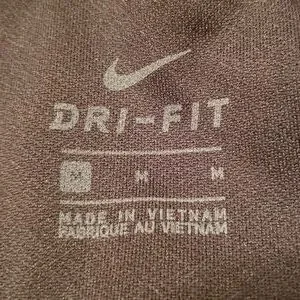 DRI-FIT
M M M
MADE IN VIETNAM
FABRIQUE AU VIETNAM